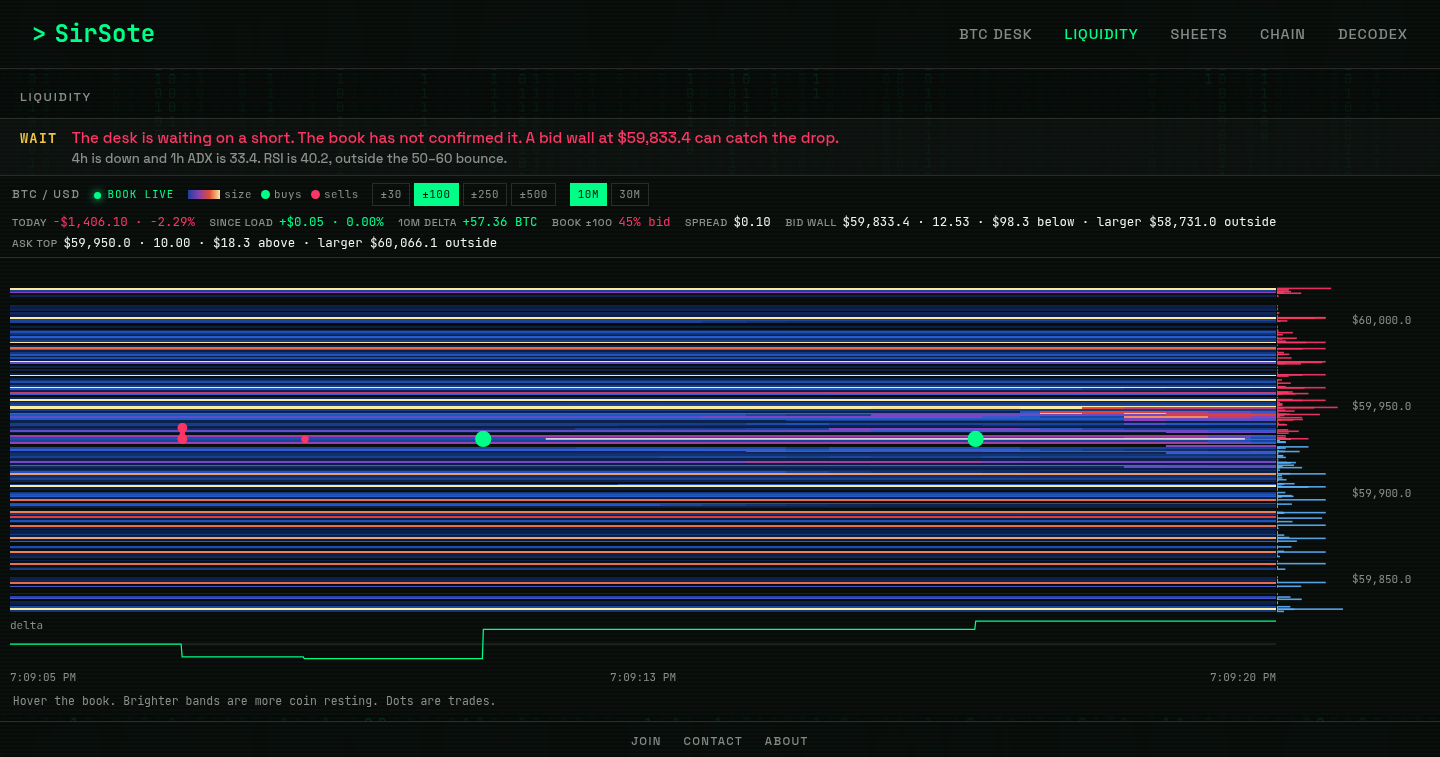 > SirSote
BTC DESK LIQUIDITY SHEETS CHAIN DECODEX
LIQUIDITY
WAIT The desk is waiting on a short. The book has not confirmed it. A bid wall at $59,833.4 can catch the drop.
4h is down and 1h ADX is 33.4. RSI is 40.2, outside the 50–60 bounce.
BTC / USD BOOK LIVE size buys sells ±30 ±100 ±250 ±500 10M 30M
TODAY -$1,406.10 · -2.29% SINCE LOAD +$0.05 · 0.00% 10M DELTA +57.36 BTC BOOK ±100 45% bid SPREAD $0.10 BID WALL $59,833.4 · 12.53 · $98.3 below · larger $58,731.0 outside
ASK TOP $59,950.0 · 10.00 · $18.3 above · larger $60,066.1 outside
$60,000.0
$59,950.0
$59,900.0
$59,850.0
delta
7:09:05 PM 7:09:13 PM 7:09:20 PM
Hover the book. Brighter bands are more coin resting. Dots are trades.
JOIN CONTACT ABOUT